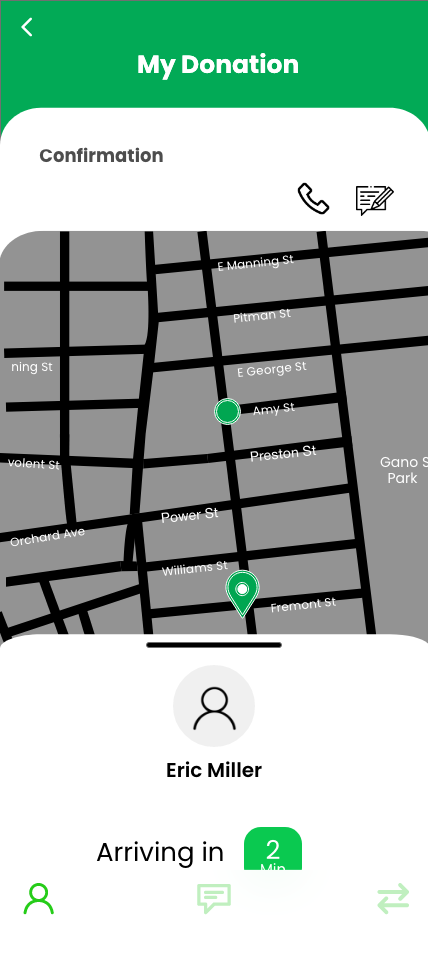 My Donation
Confirmation
E Manning St
Pitman St
E George St
ning St
Amy St
Preston St
volent St
Gano S
Park
Power St
Orchard Ave
Williams St
Fremont St
Eric Miller
Arriving in 2
Min